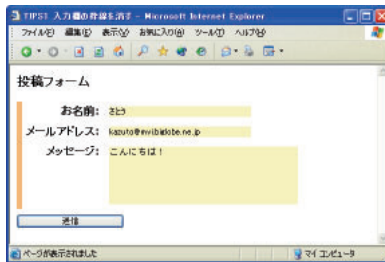 TIPS1 入力欄の枠線を消す - Microsoft Internet Explorer
ファイル(F) 編集(E) 表示(V) お気に入り(A) ツール(T) ヘルプ(H)
投稿フォーム
お名前: さとう
メールアドレス:
メッセージ: こんにちは!
送信
ページが表示されました マイ コンピュータ